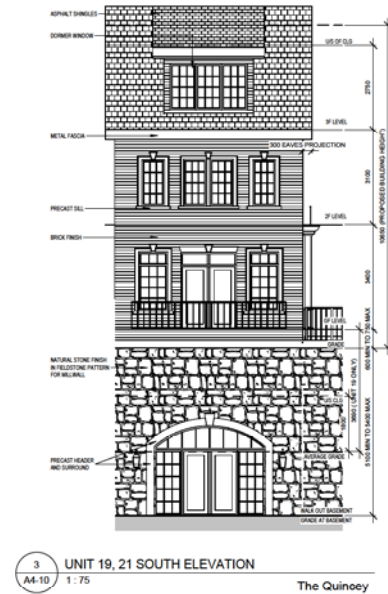 ASPHALT SHINGLES
DORMER WINDOW
U/S OF CLG
2750
3F LEVEL
METAL FASCIA
300 EAVES PROJECTION
3100
10650 (PROPOSED BUILDING HEIGHT)
PRECAST SILL
2F LEVEL
BRICK FINISH
3400
GF LEVEL
GRADE
600 MIN TO 750 MAX
NATURAL STONE FINISH
IN FIELDSTONE PATTERN
FOR MILLWALL
U/S CLG
(UNIT 19 ONLY)
5100 MIN TO 5400 MAX
PRECAST HEADER
AND SURROUND
AVERAGE GRADE
WALK OUT BASEMENT
GRADE AT BASEMENT
3
A4-10
UNIT 19, 21 SOUTH ELEVATION
1 : 75
The Quincey